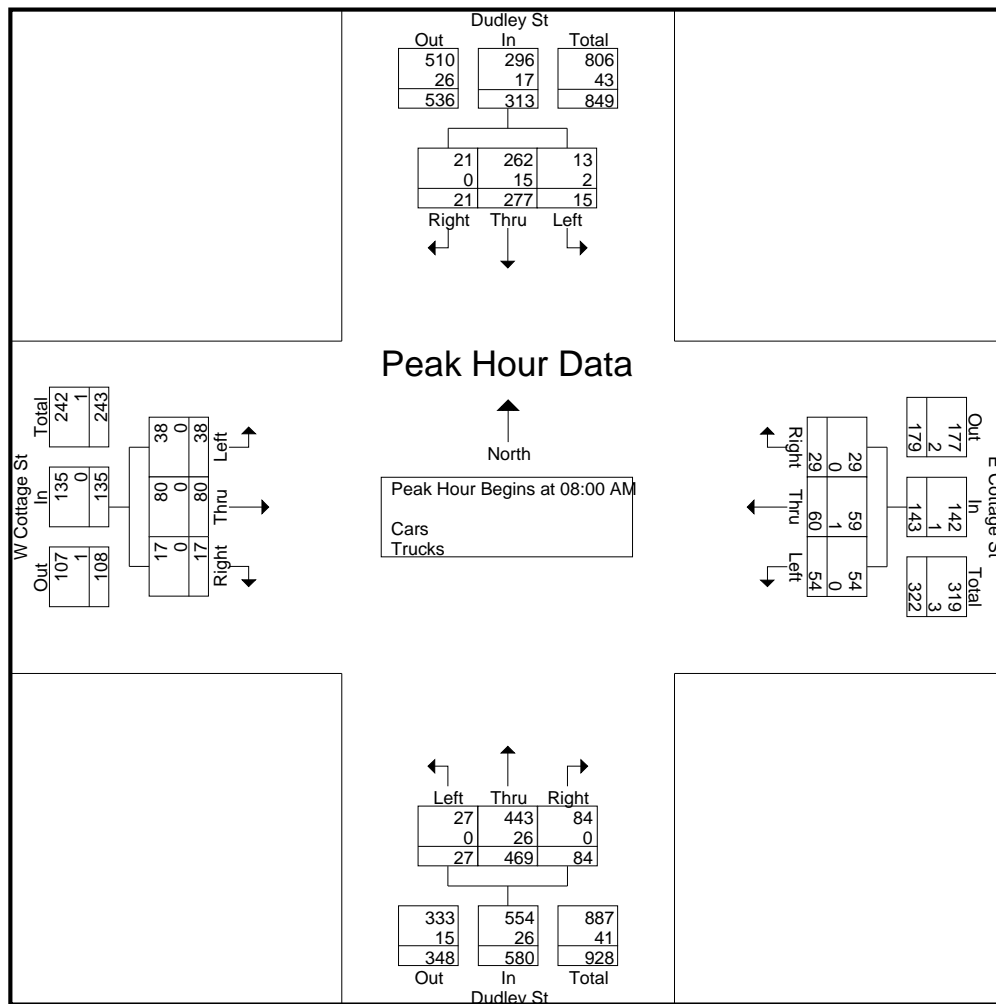 Dudley St
Out In Total
510 296 806
26 17 43
536 313 849
21 262 13
0 15 2
21 277 15
Right Thru Left
Peak Hour Data
North
Peak Hour Begins at 08:00 AM
Cars
Trucks
W Cottage St
Out In Total
107 135 242
1 0 1
108 135 243
38 80 17
0 0 0
38 80 17
Left Thru Right
E Cottage St
Out In Total
177 142 319
2 1 3
179 143 322
29 59 54
0 1 0
29 60 54
Right Thru Left
Left Thru Right
27 443 84
0 26 0
27 469 84
333 554 887
15 26 41
348 580 928
Out In Total
Dudley St